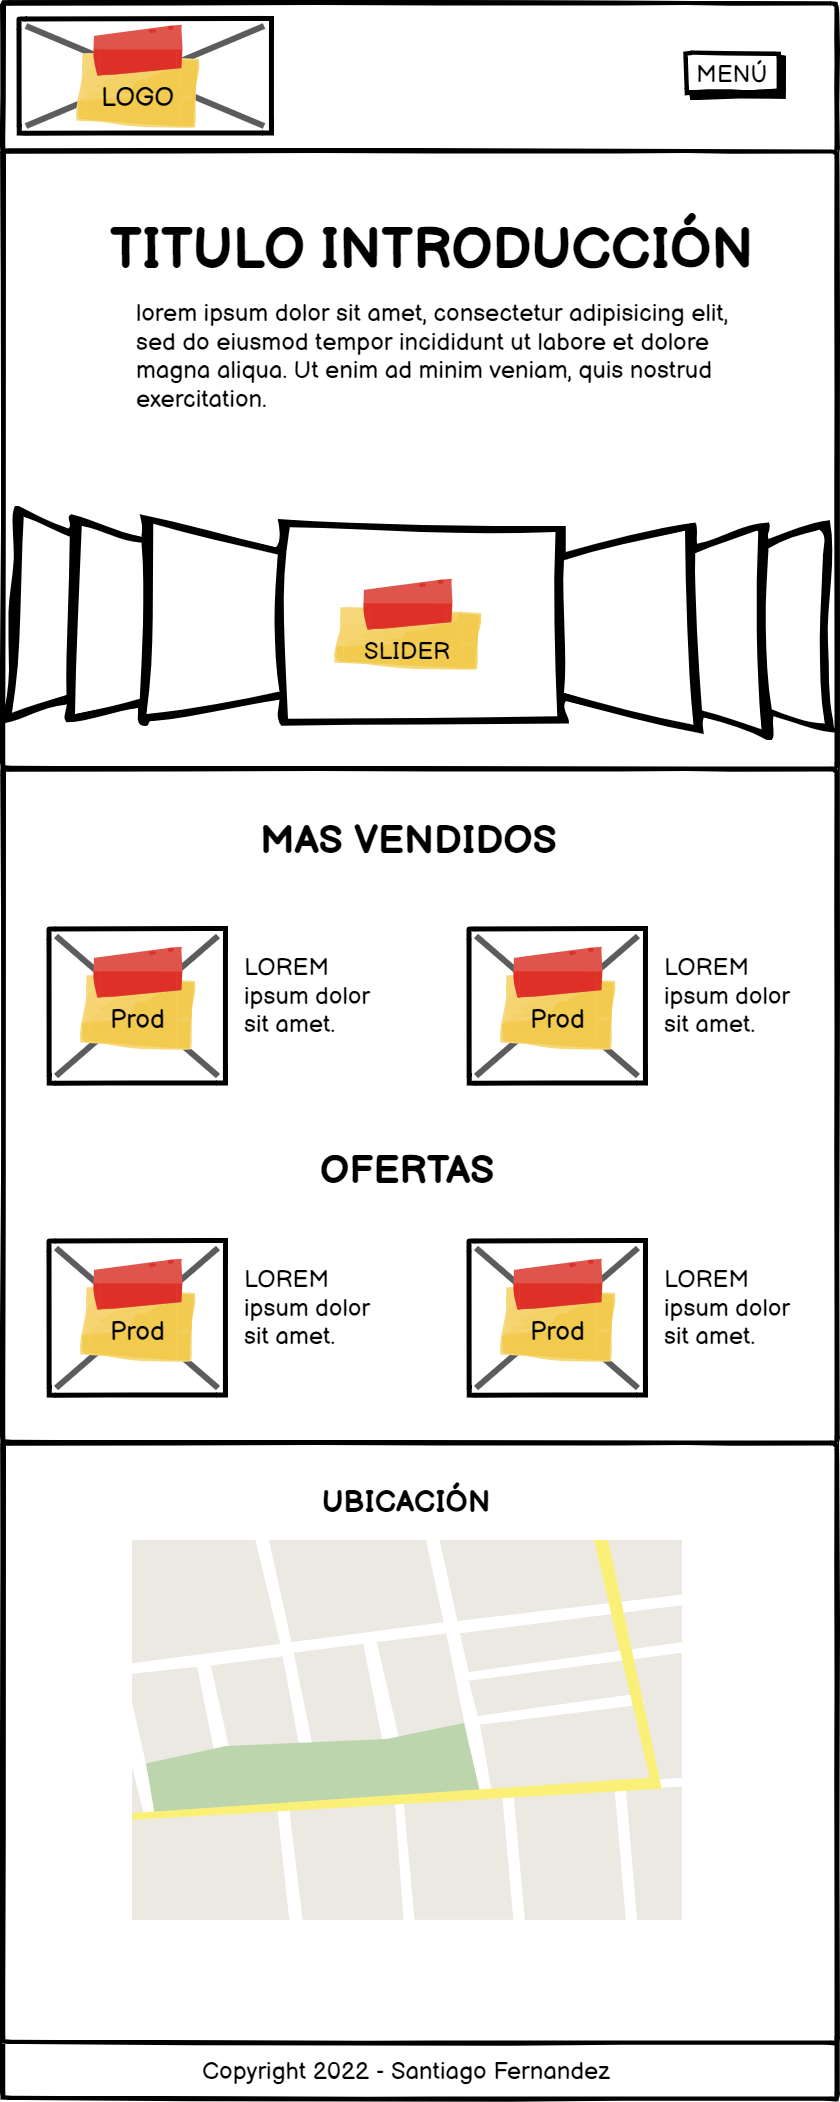 LOGO
MENÚ
TITULO INTRODUCCIÓN
lorem ipsum dolor sit amet, consectetur adipisicing elit,
sed do eiusmod tempor incididunt ut labore et dolore
magna aliqua. Ut enim ad minim veniam, quis nostrud
exercitation.
SLIDER
MAS VENDIDOS
Prod
LOREM
ipsum dolor
sit amet.
Prod
LOREM
ipsum dolor
sit amet.
OFERTAS
Prod
LOREM
ipsum dolor
sit amet.
Prod
LOREM
ipsum dolor
sit amet.
UBICACIÓN
Copyright 2022 - Santiago Fernandez